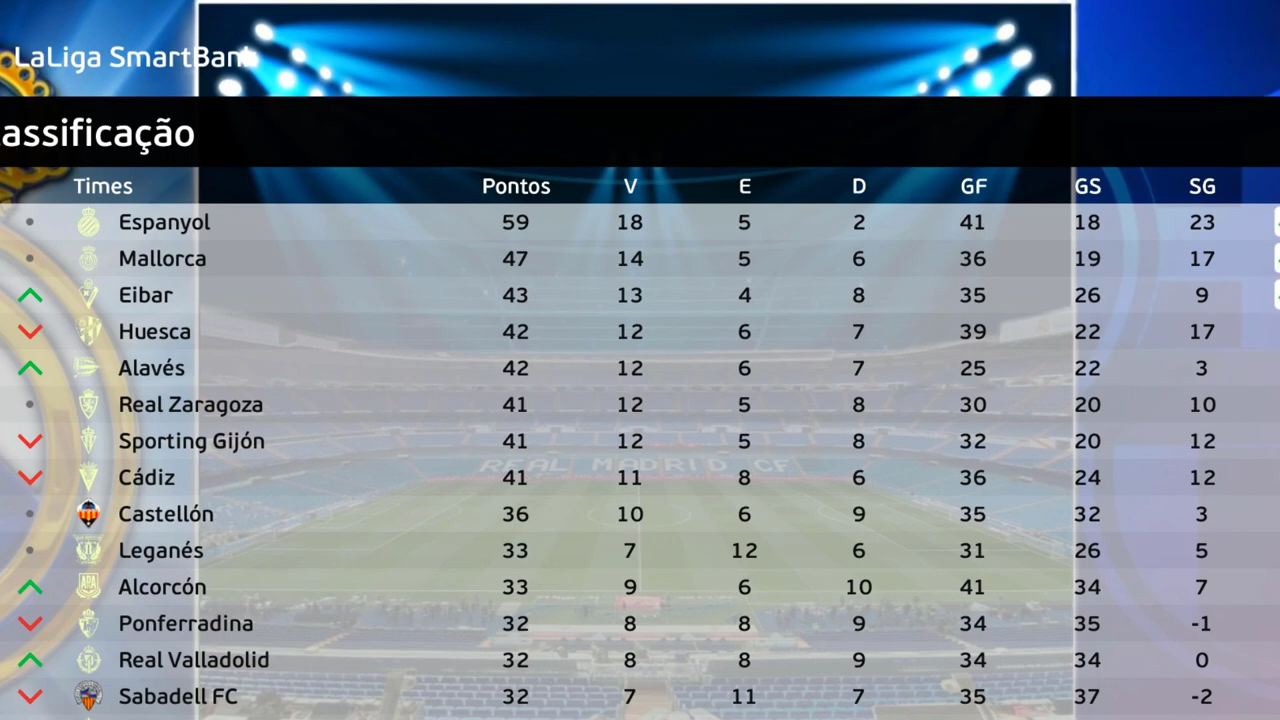 LaLiga SmartBank
assificação
Times Pontos V E D GF GS SG
Espanyol 59 18 5 2 41 18 23
Mallorca 47 14 5 6 36 19 17
Eibar 43 13 4 8 35 26 9
Huesca 42 12 6 7 39 22 17
Alavés 42 12 6 7 25 22 3
Real Zaragoza 41 12 5 8 30 20 10
Sporting Gijón 41 12 5 8 32 20 12
REAL MADRID CF
Cádiz 41 11 8 6 36 24 12
Castellón 36 10 6 9 35 32 3
Leganés 33 7 12 6 31 26 5
Alcorcón 33 9 6 10 41 34 7
Ponferradina 32 8 8 9 34 35 -1
Real Valladolid 32 8 8 9 34 34 0
Sabadell FC 32 7 11 7 35 37 -2